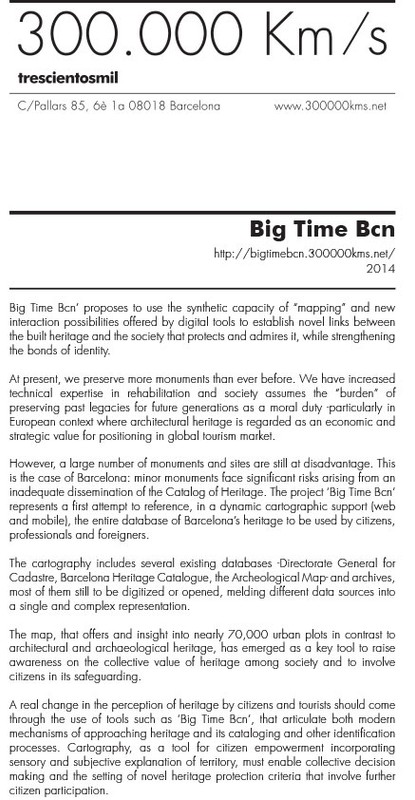 300.000 Km/s
trescientosmil
C/Pallars 85, 6è 1a 08018 Barcelona www.300000kms.net
Big Time Bcn
http://bigtimebcn.300000kms.net/
2014
Big Time Bcn' proposes to use the synthetic capacity of "mapping" and new
interaction possibilities offered by digital tools to establish novel links between
the built heritage and the society that protects and admires it, while strengthening
the bonds of identity.
At present, we preserve more monuments than ever before. We have increased
technical expertise in rehabilitation and society assumes the "burden" of
preserving past legacies for future generations as a moral duty -particularly in
European context where architectural heritage is regarded as an economic and
strategic value for positioning in global tourism market.
However, a large number of monuments and sites are still at disadvantage. This
is the case of Barcelona: minor monuments face significant risks arising from an
inadequate dissemination of the Catalog of Heritage. The project 'Big Time Bcn'
represents a first attempt to reference, in a dynamic cartographic support (web
and mobile), the entire database of Barcelona's heritage to be used by citizens,
professionals and foreigners.
The cartography includes several existing databases -Directorate General for
Cadastre, Barcelona Heritage Catalogue, the Archeological Map- and archives,
most of them still to be digitized or opened, melding different data sources into
a single and complex representation.
The map, that offers and insight into nearly 70,000 urban plots in contrast to
architectural and archaeological heritage, has emerged as a key tool to raise
awareness on the collective value of heritage among society and to involve
citizens in its safeguarding.
A real change in the perception of heritage by citizens and tourists should come
through the use of tools such as 'Big Time Bcn', that articulate both modern
mechanisms of approaching heritage and its cataloging and other identification
processes. Cartography, as a tool for citizen empowerment incorporating
sensory and subjective explanation of territory, must enable collective decision
making and the setting of novel heritage protection criteria that involve further
citizen participation.